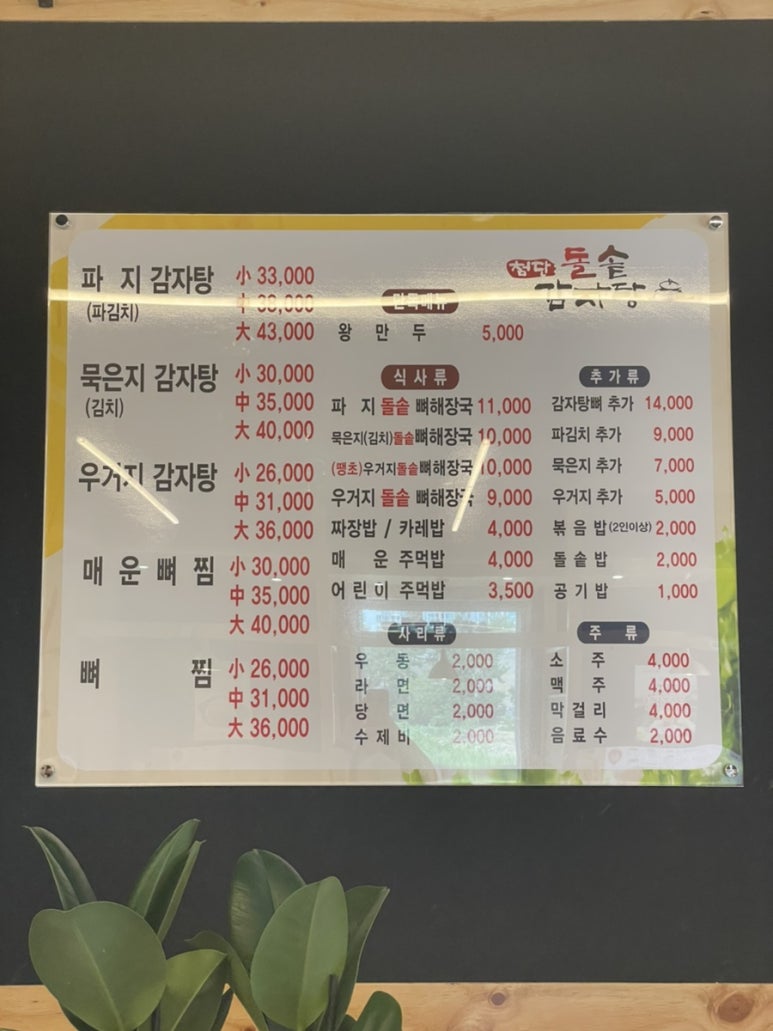 첨단 돌솥
감자탕
파 지 감자탕 小 33,000
(파김치) 中 38,000
大 43,000
묵은지 감자탕 小 30,000
(김치) 中 35,000
大 40,000
우거지 감자탕 小 26,000
中 31,000
大 36,000
매운뼈찜 小 30,000
中 35,000
大 40,000
뼈 찜 小 26,000
中 31,000
大 36,000
왕 만 두 5,000
식사류
파 지 돌솥 뼈해장국 11,000
묵은지(김치)돌솥 뼈해장국 10,000
(땡초)우거지돌솥뼈해장국 10,000
우거지 돌솥 뼈해장국 9,000
짜장밥 / 카레밥 4,000
매 운 주먹밥 4,000
어린이 주먹밥 3,500
사리류
우 동 2,000
라 면 2,000
당 면 2,000
수 제 비 2,000
추가류
감자탕뼈 추가 14,000
파김치 추가 9,000
묵은지 추가 7,000
우거지 추가 5,000
볶음밥(2인이상) 2,000
돌솥밥 2,000
공기밥 1,000
주 류
소 주 4,000
맥 주 4,000
막걸리 4,000
음료수 2,000